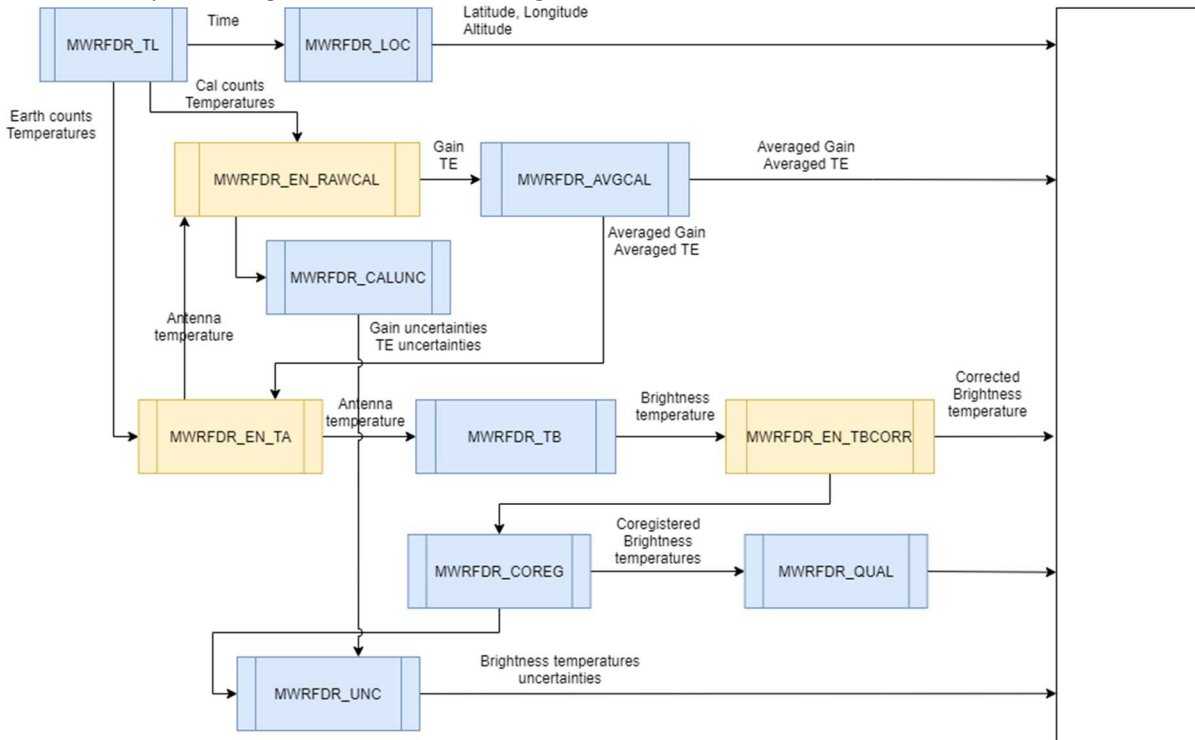 Time
Latitude, Longitude
Altitude
MWRFDR_TL
MWRFDR_LOC
Cal counts
Temperatures
Earth counts
Temperatures
MWRFDR_EN_RAWCAL
Gain
TE
MWRFDR_AVGCAL
Averaged Gain
Averaged TE
Averaged Gain
Averaged TE
MWRFDR_CALUNC
Antenna
temperature
Gain uncertainties
TE uncertainties
MWRFDR_EN_TA
Antenna
temperature
MWRFDR_TB
Brightness
temperature
MWRFDR_EN_TBCORR
Corrected
Brightness
temperature
MWRFDR_COREG
Coregistered
Brightness
temperatures
MWRFDR_QUAL
MWRFDR_UNC
Brightness temperatures
uncertainties